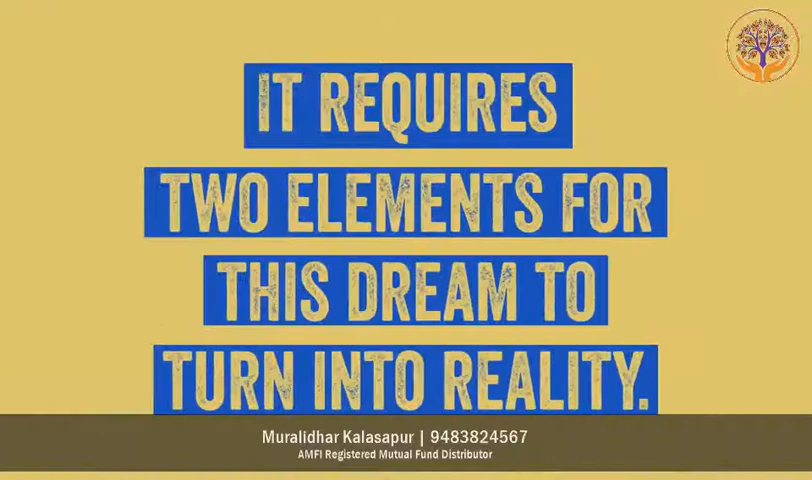 IT REQUIRES
TWO ELEMENTS FOR
THIS DREAM TO
TURN INTO REALITY.
Muralidhar Kalasapur | 9483824567
AMFI Registered Mutual Fund Distributor